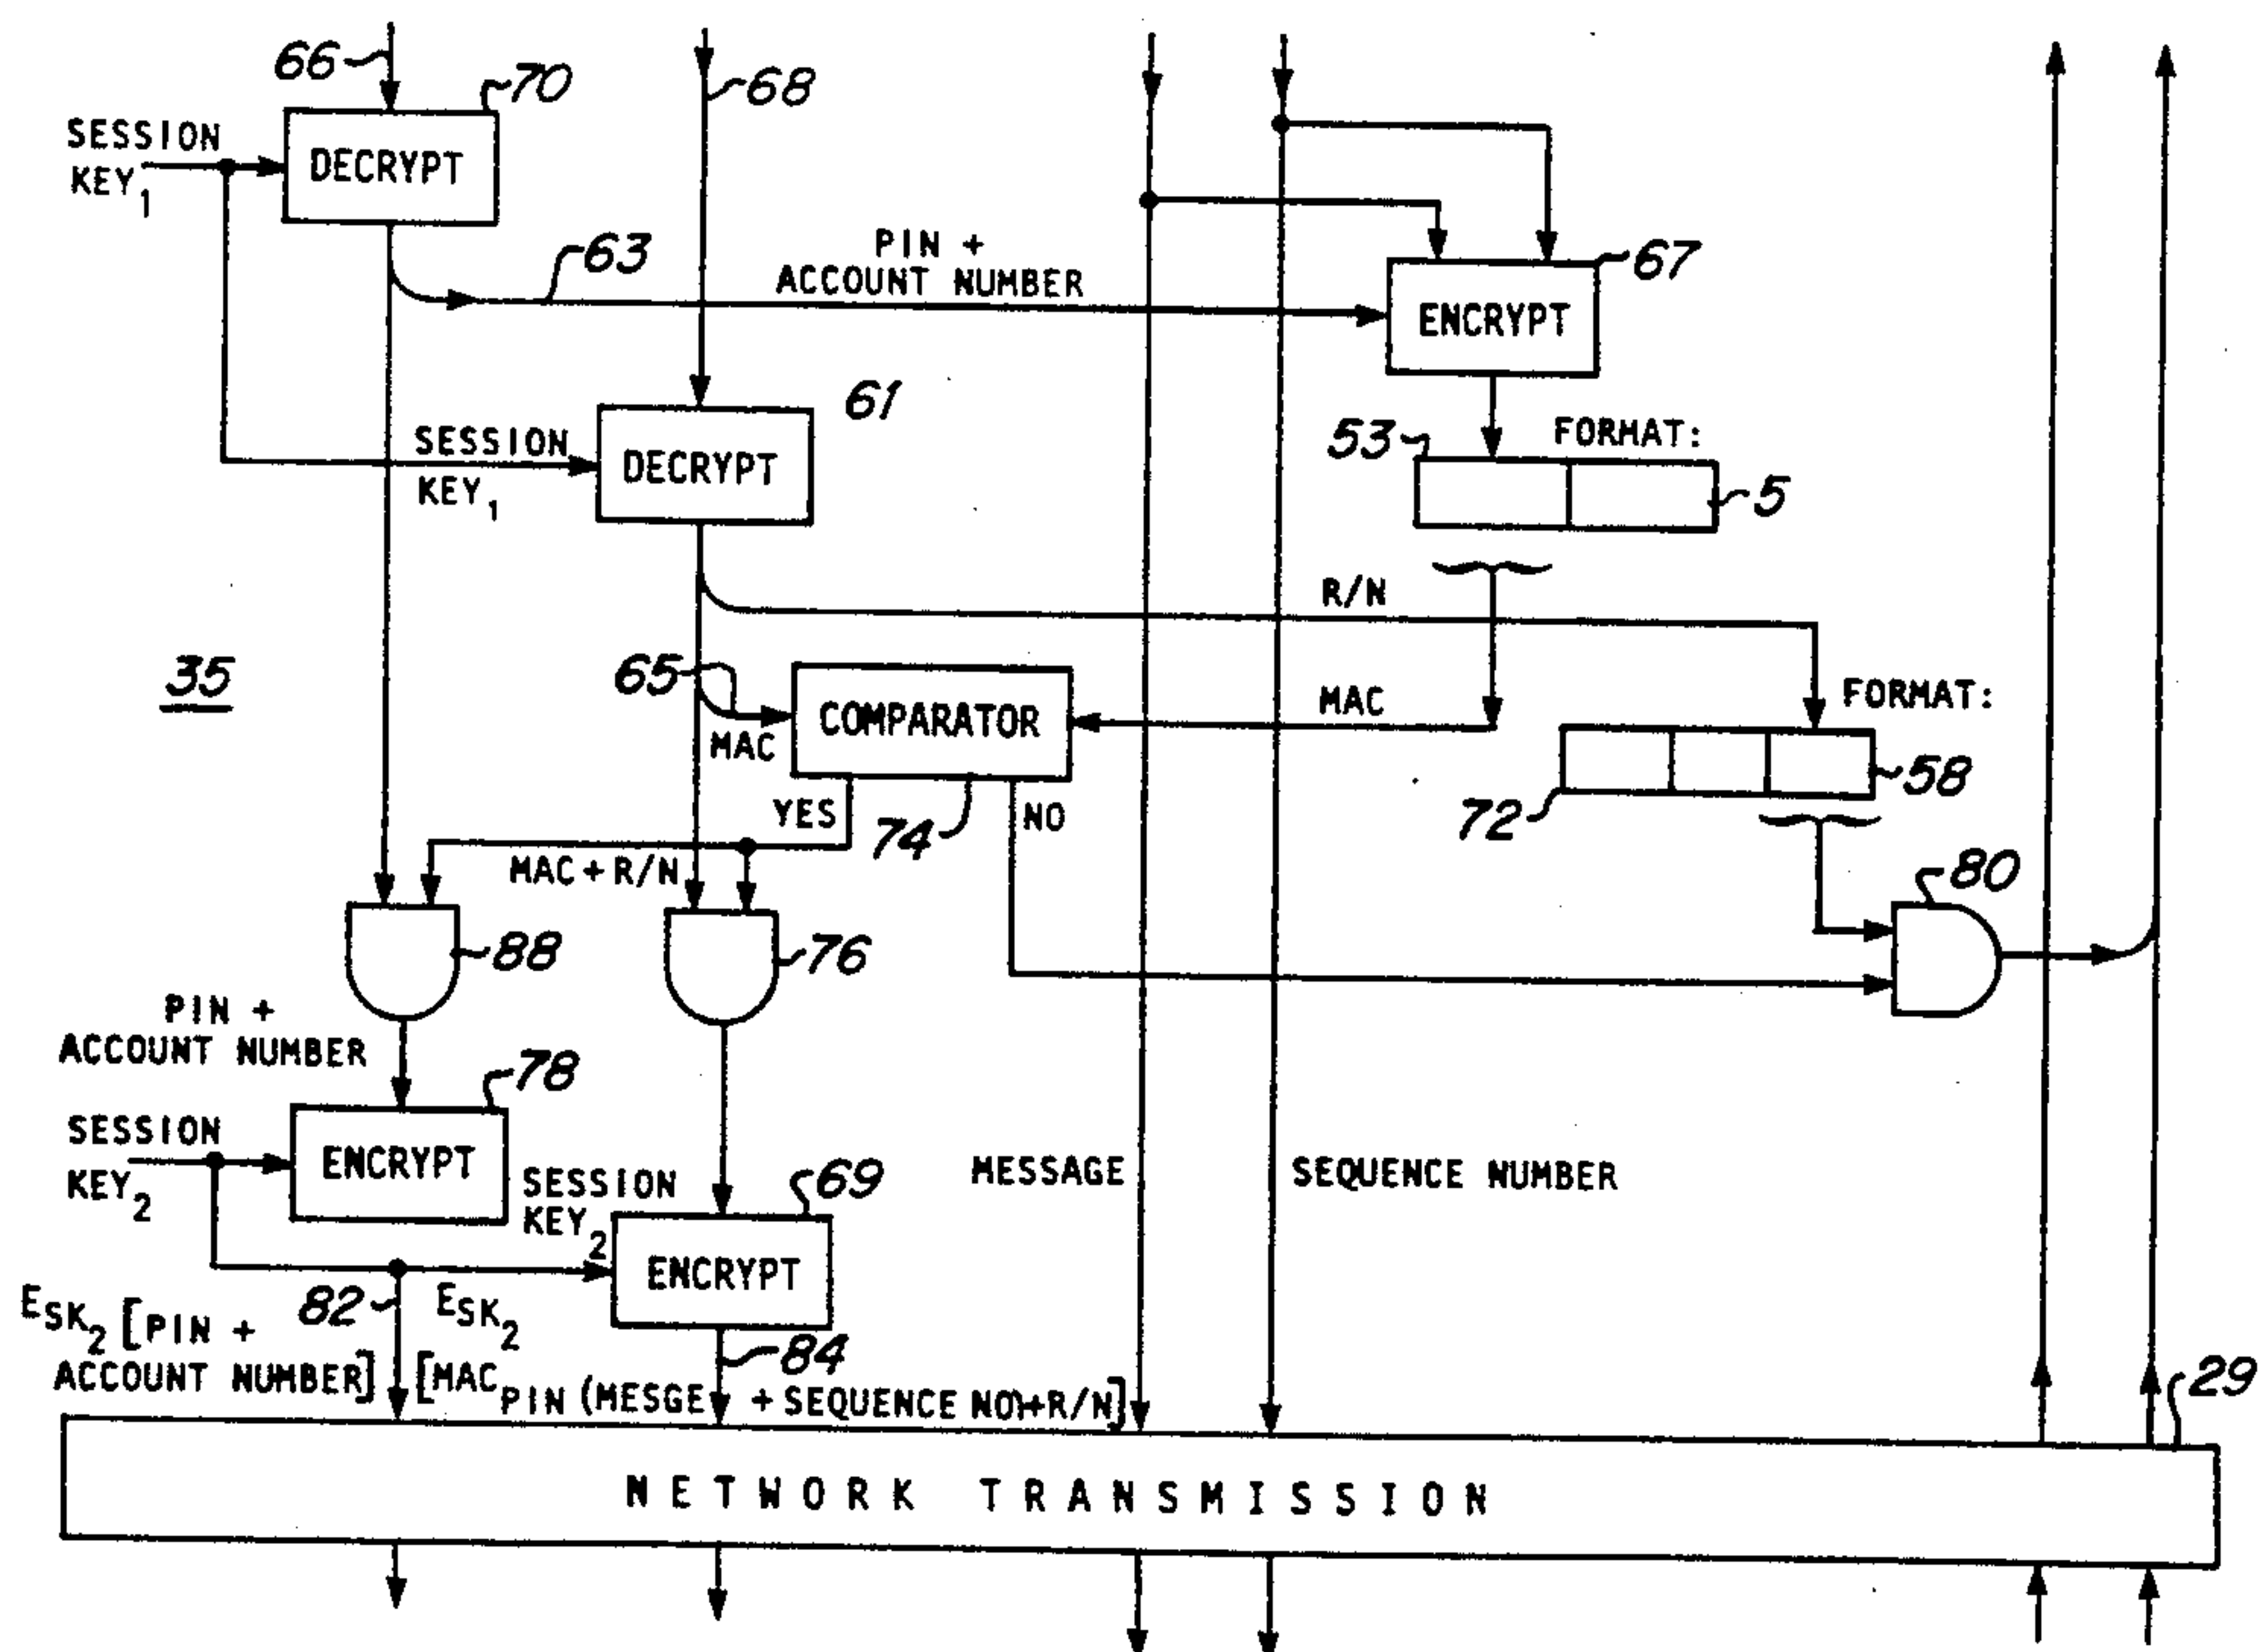 66
70
68
SESSION
KEY1
DECRYPT
63
PIN +
ACCOUNT NUMBER
67
ENCRYPT
61
SESSION
KEY1
DECRYPT
53
FORMAT:
5
R/N
35
65
COMPARATOR
MAC
MAC
FORMAT:
58
72
YES
74
NO
MAC + R/N
80
88
76
PIN +
ACCOUNT NUMBER
78
SESSION
KEY2
ENCRYPT
SESSION
KEY2
69
ENCRYPT
MESSAGE
SEQUENCE NUMBER
82
84
ESK2 [PIN +
ACCOUNT NUMBER]
ESK2
[MACPIN (MESGE + SEQUENCE NO)+R/N]
29
NETWORK TRANSMISSION